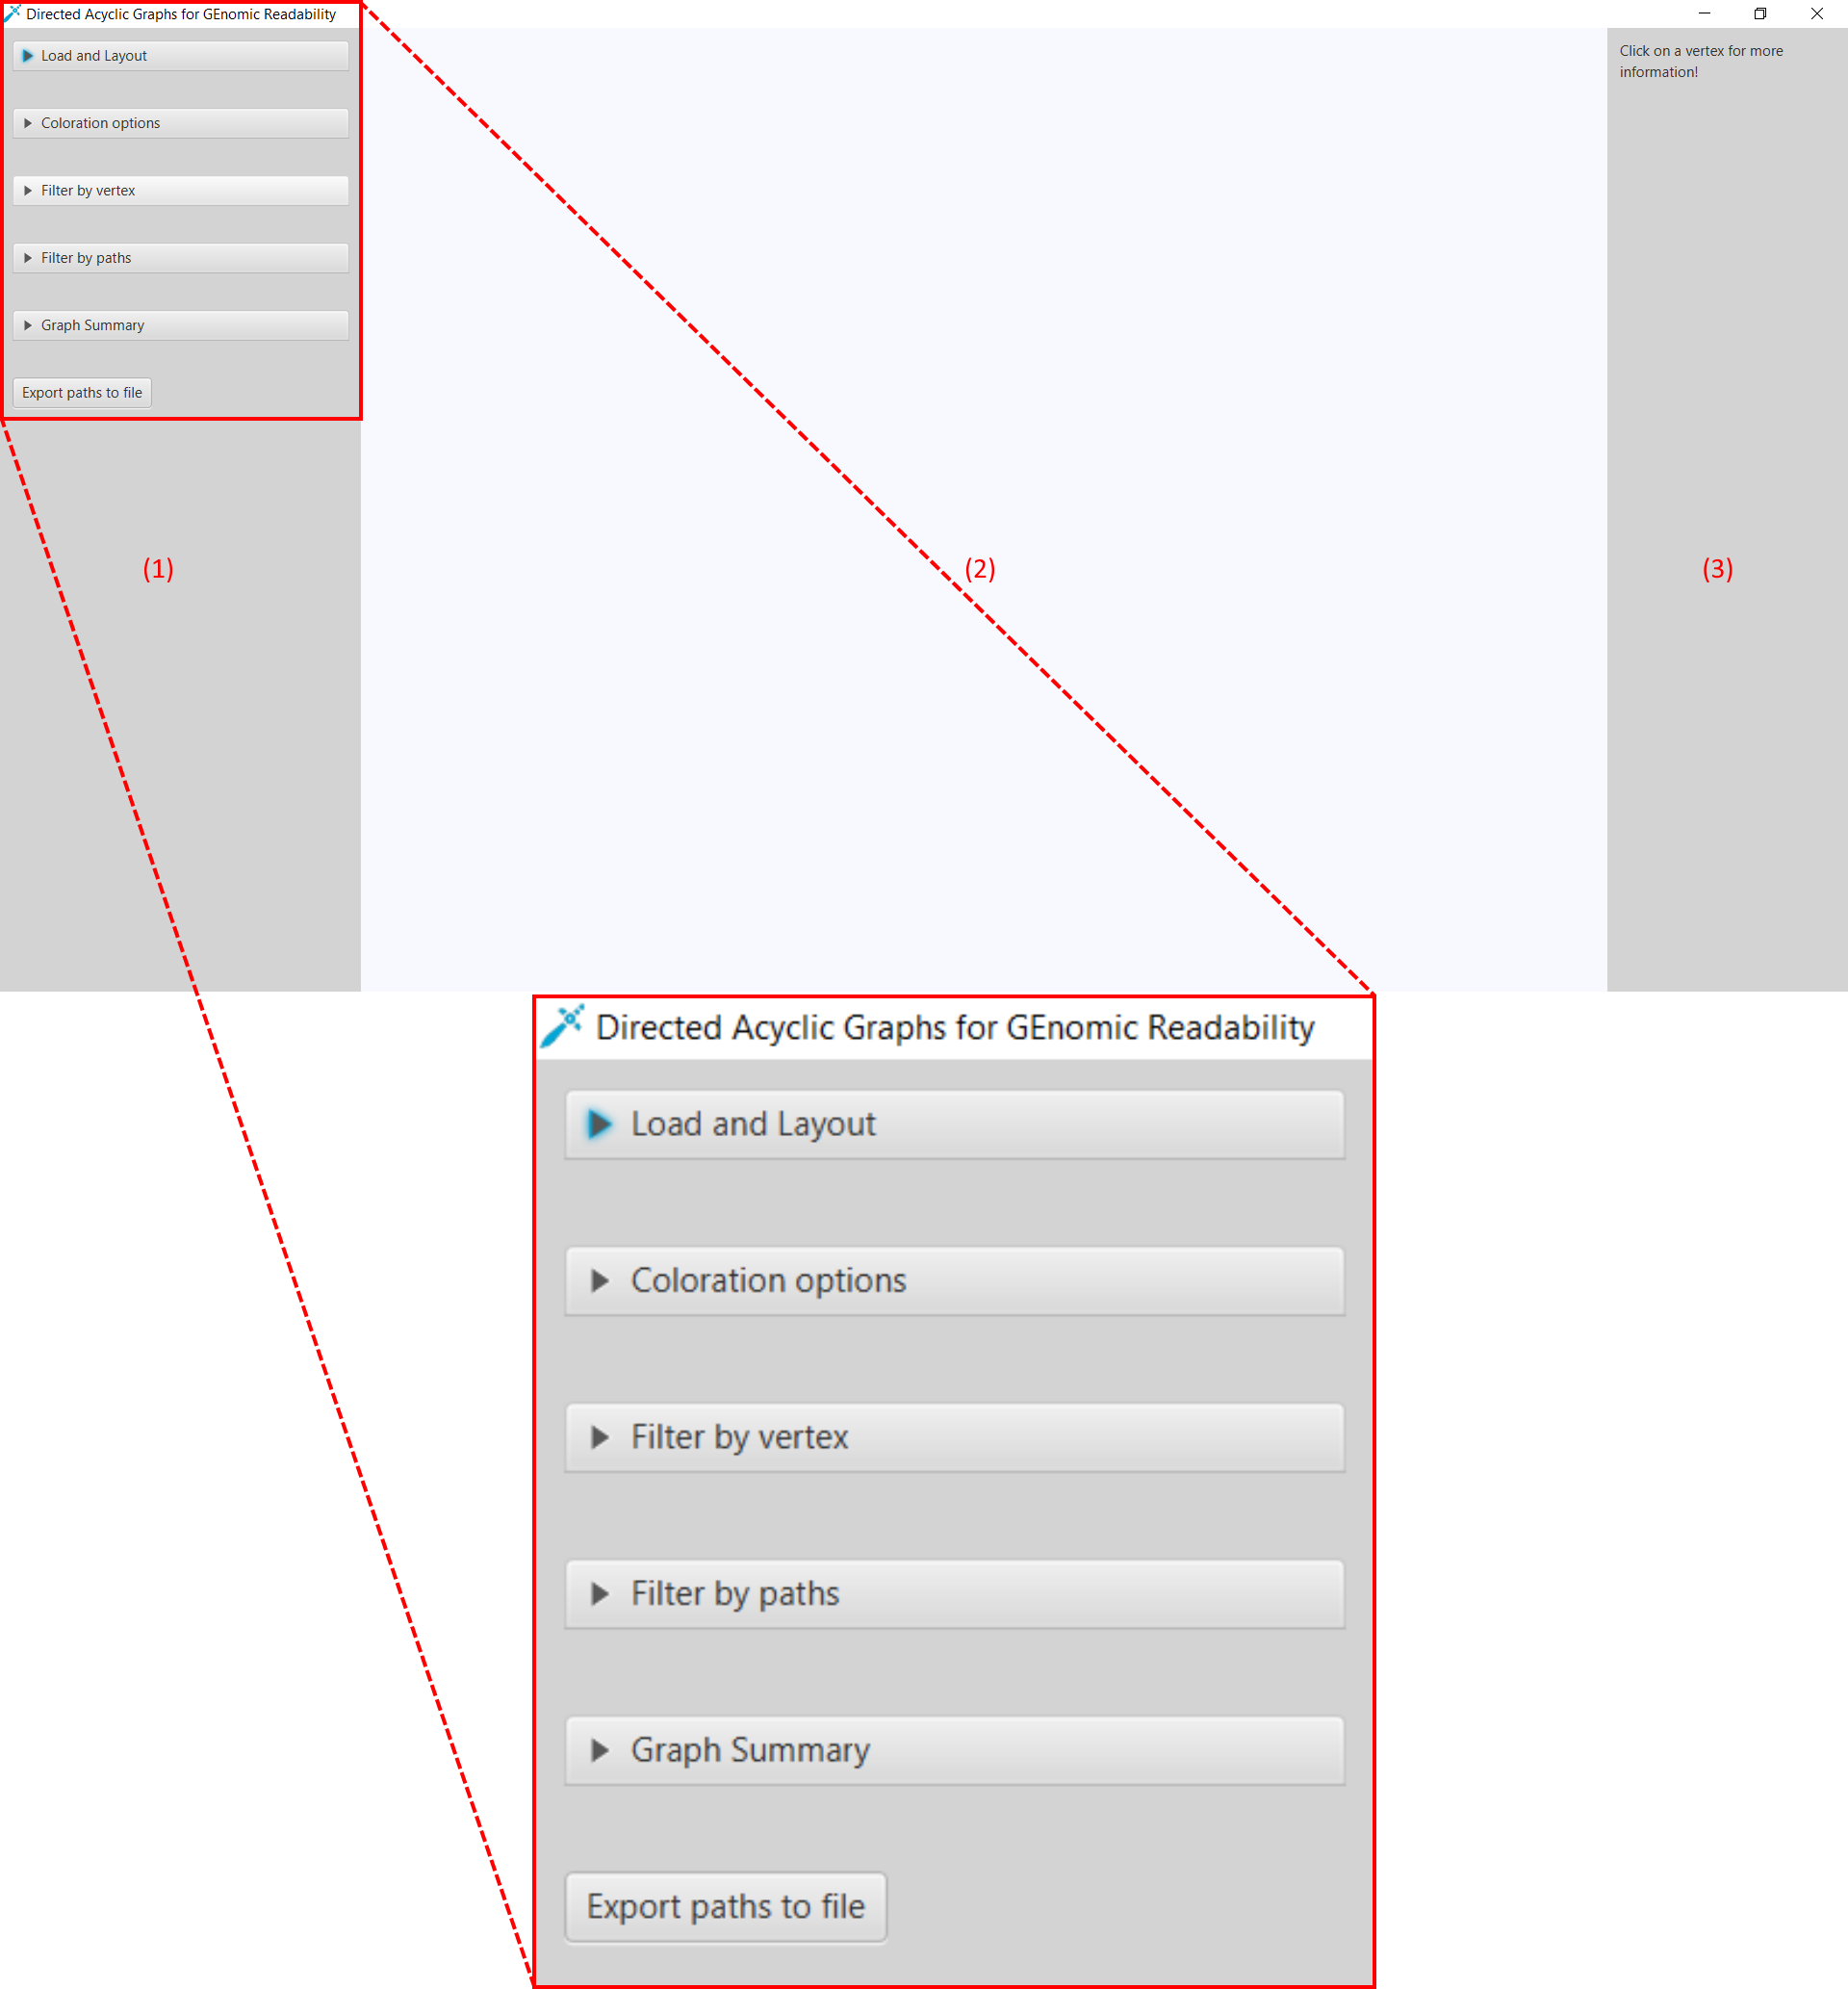 Directed Acyclic Graphs for GEnomic Readability
Load and Layout
Coloration options
Filter by vertex
Filter by paths
Graph Summary
Export paths to file
Click on a vertex for more
information!
(1)
(2)
(3)
Directed Acyclic Graphs for GEnomic Readability
Load and Layout
Coloration options
Filter by vertex
Filter by paths
Graph Summary
Export paths to file